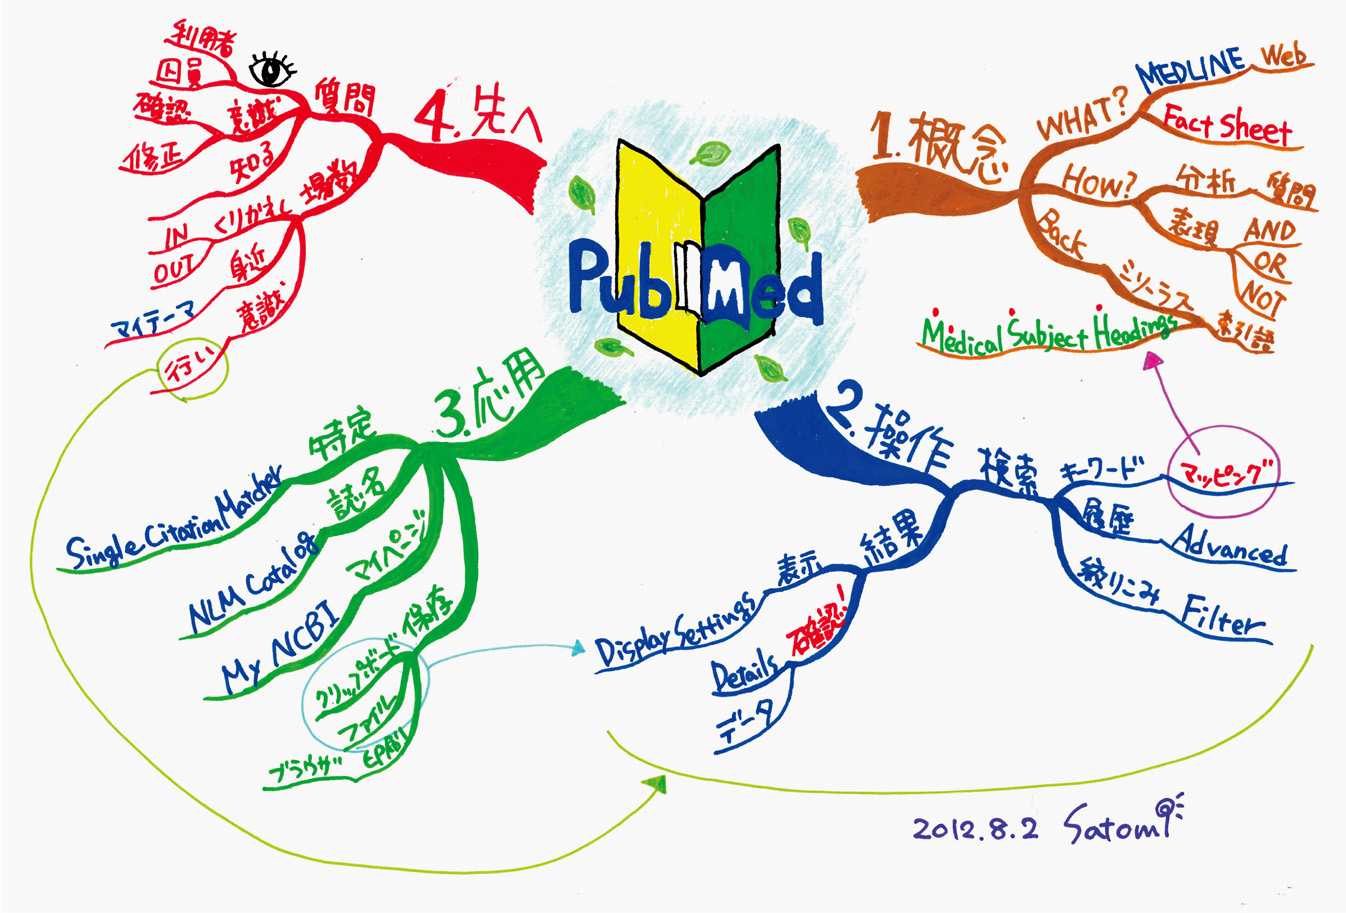 PubMed
1. 概念
WHAT?
MEDLINE
Web
Fact Sheet
HOW?
分析
質問
表現
AND
OR
NOT
Back
シソーラス
索引語
Medical Subject Headings
2. 操作
検索
キーワード
マッピング
履歴
Advanced
絞りこみ
Filter
結果
表示
Display Settings
確認!
Details
データ
3. 応用
特定
Single Citation Matcher
誌名
NLM Catalog
マイページ
My NCBI
保存
クリップボード
ファイル
印刷
ブラウザ
4. 先へ
質問
意識
利用者
図員
確認
修正
知る
場数
くりかえし
IN
OUT
身近
マイテーマ
意識
行い
2012.8.2 Satomi